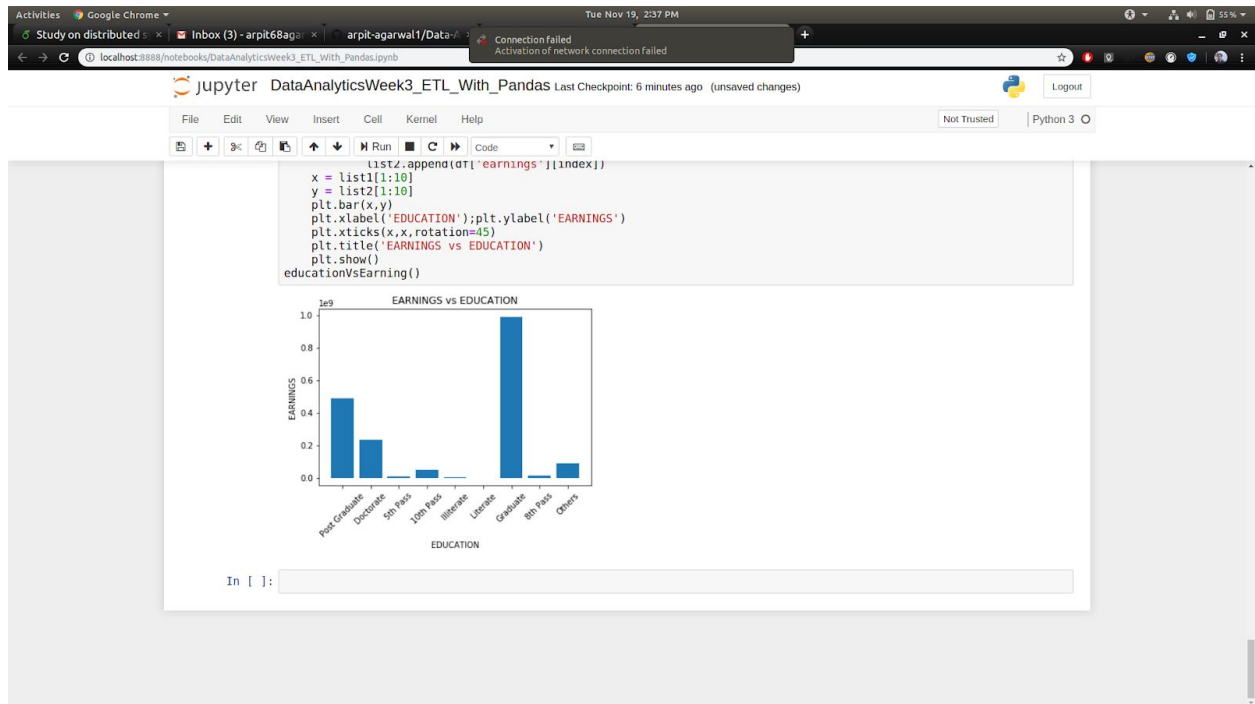 Activities Google Chrome Tue Nov 19, 2:37 PM 55%
Study on distributed s Inbox (3) - arpit68agar arpit-agarwal1/Data-A
Connection failed
Activation of network connection failed
localhost:8888/notebooks/DataAnalyticsWeek3_ETL_With_Pandas.ipynb
jupyter DataAnalyticsWeek3_ETL_With_Pandas Last Checkpoint: 6 minutes ago (unsaved changes) Logout
File Edit View Insert Cell Kernel Help Not Trusted Python 3
Run Code
list2.append(df['earnings'][index])
x = list1[1:10]
y = list2[1:10]
plt.bar(x,y)
plt.xlabel('EDUCATION');plt.ylabel('EARNINGS')
plt.xticks(x,x,rotation=45)
plt.title('EARNINGS vs EDUCATION')
plt.show()
educationVsEarning()
1e9 EARNINGS vs EDUCATION
1.0
0.8
0.6
0.4
0.2
0.0
EARNINGS
Post Graduate Doctorate 5th Pass 10th Pass Illiterate Literate Graduate 8th Pass Others
EDUCATION
In [ ]: